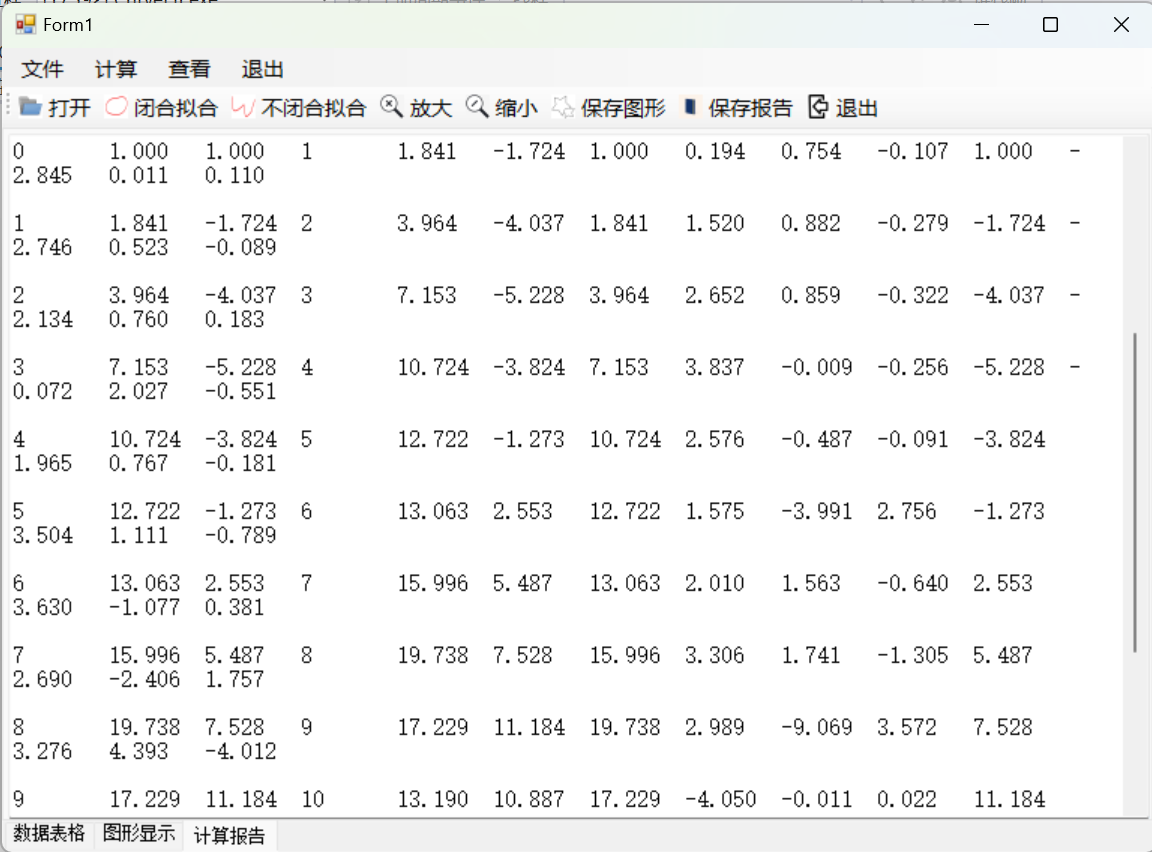 Form1
文件 计算 查看 退出
打开 闭合拟合 不闭合拟合 放大 缩小 保存图形 保存报告 退出
0 1.000 1.000 1 1.841 -1.724 1.000 0.194 0.754 -0.107 1.000 -
2.845 0.011 0.110
1 1.841 -1.724 2 3.964 -4.037 1.841 1.520 0.882 -0.279 -1.724 -
2.746 0.523 -0.089
2 3.964 -4.037 3 7.153 -5.228 3.964 2.652 0.859 -0.322 -4.037 -
2.134 0.760 0.183
3 7.153 -5.228 4 10.724 -3.824 7.153 3.837 -0.009 -0.256 -5.228 -
0.072 2.027 -0.551
4 10.724 -3.824 5 12.722 -1.273 10.724 2.576 -0.487 -0.091 -3.824
1.965 0.767 -0.181
5 12.722 -1.273 6 13.063 2.553 12.722 1.575 -3.991 2.756 -1.273
3.504 1.111 -0.789
6 13.063 2.553 7 15.996 5.487 13.063 2.010 1.563 -0.640 2.553
3.630 -1.077 0.381
7 15.996 5.487 8 19.738 7.528 15.996 3.306 1.741 -1.305 5.487
2.690 -2.406 1.757
8 19.738 7.528 9 17.229 11.184 19.738 2.989 -9.069 3.572 7.528
3.276 4.393 -4.012
9 17.229 11.184 10 13.190 10.887 17.229 -4.050 -0.011 0.022 11.184
数据表格 图形显示 计算报告